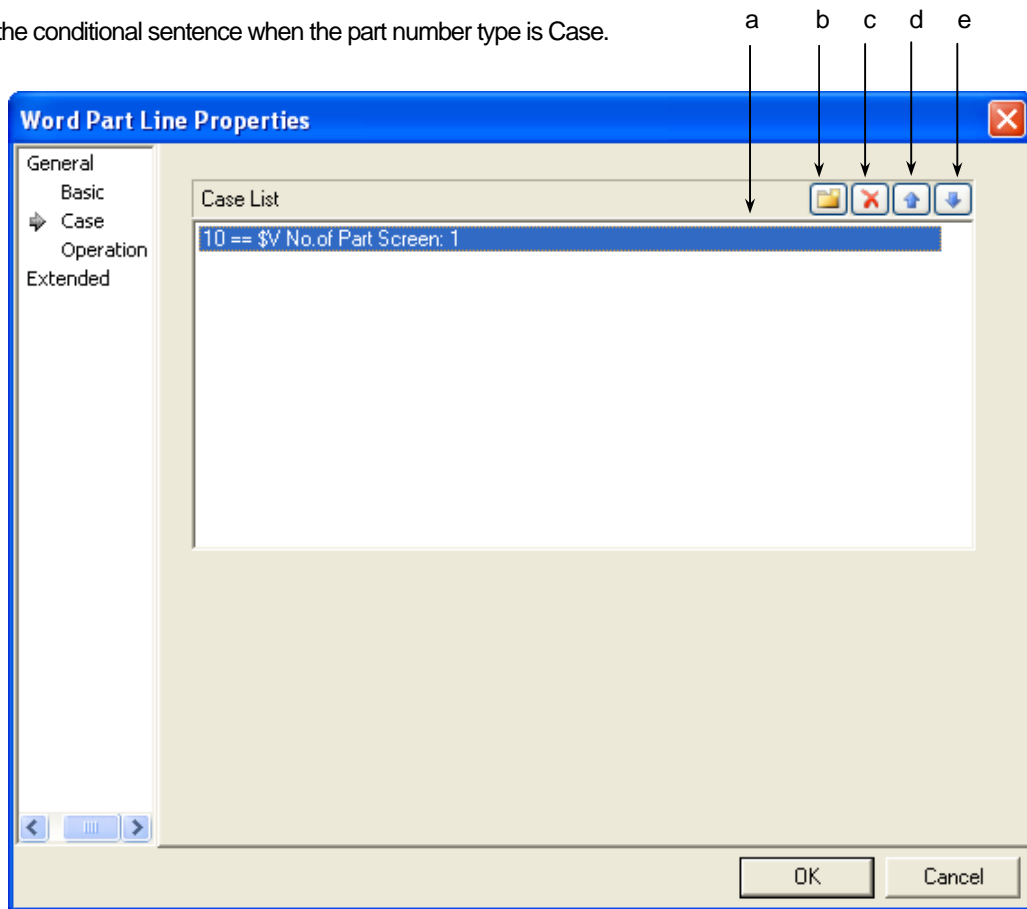 a b c d e
the conditional sentence when the part number type is Case.
Word Part Line Properties
General
Basic
Case
Operation
Extended
Case List
10 == $V No.of Part Screen: 1
OK Cancel